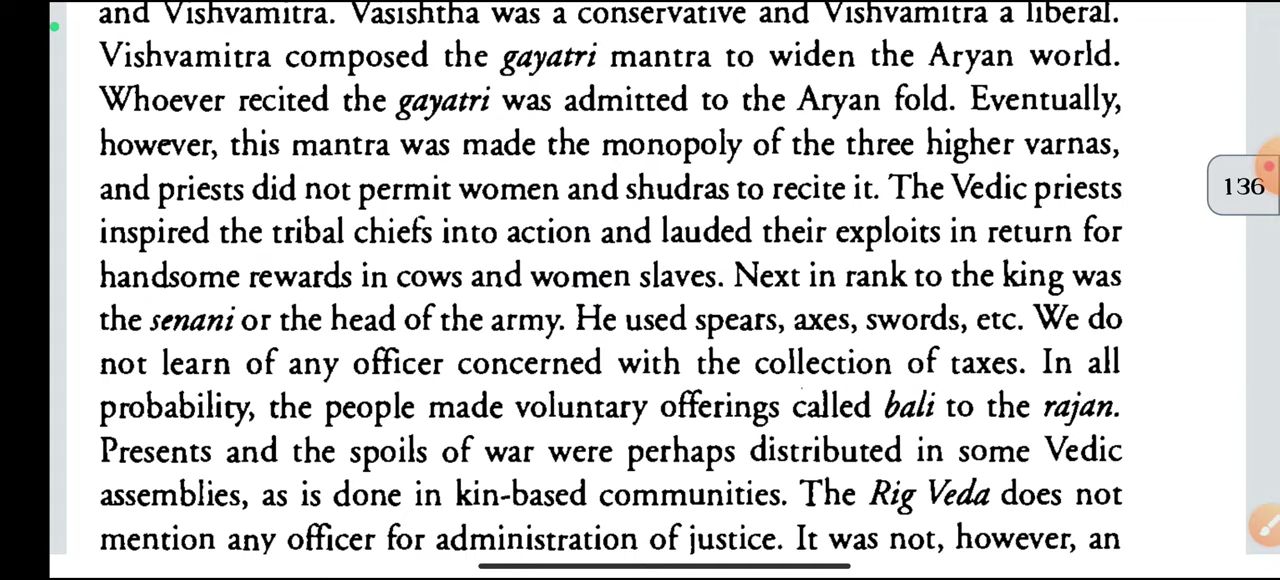 and Vishvamitra. Vasishtha was a conservative and Vishvamitra a liberal.
Vishvamitra composed the gayatri mantra to widen the Aryan world.
Whoever recited the gayatri was admitted to the Aryan fold. Eventually,
however, this mantra was made the monopoly of the three higher varnas,
and priests did not permit women and shudras to recite it. The Vedic priests
136
inspired the tribal chiefs into action and lauded their exploits in return for
handsome rewards in cows and women slaves. Next in rank to the king was
the senani or the head of the army. He used spears, axes, swords, etc. We do
not learn of any officer concerned with the collection of taxes. In all
probability, the people made voluntary offerings called bali to the rajan.
Presents and the spoils of war were perhaps distributed in some Vedic
assemblies, as is done in kin-based communities. The Rig Veda does not
mention any officer for administration of justice. It was not, however, an